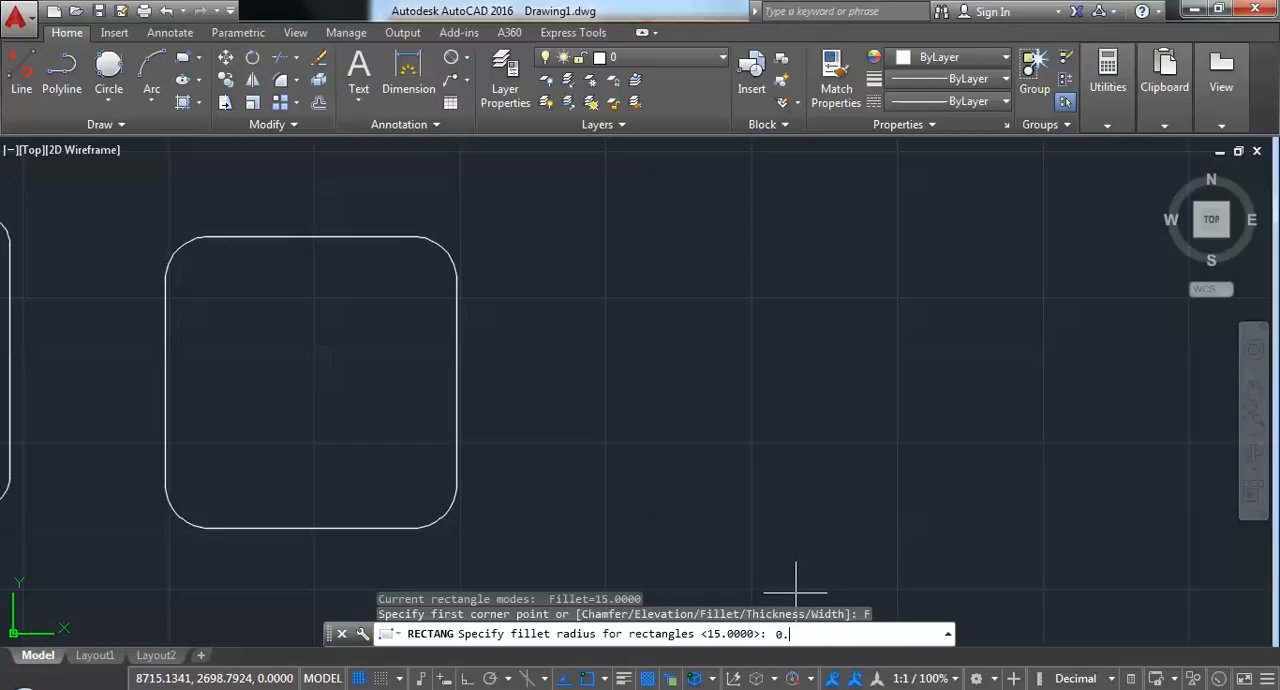 Autodesk AutoCAD 2016 Drawing1.dwg
Type a keyword or phrase
Sign In
Home Insert Annotate Parametric View Manage Output Add-ins A360 Express Tools
0
ByLayer
ByLayer
ByLayer
Line Polyline Circle Arc Text Dimension Layer Properties Insert Match Properties Group Utilities Clipboard View
Draw Modify Annotation Layers Block Properties Groups
[−][Top][2D Wireframe]
N
W TOP E
S
WCS
Y
X
Current rectangle modes: Fillet=15.0000
Specify first corner point or [Chamfer/Elevation/Fillet/Thickness/Width]: F
RECTANG Specify fillet radius for rectangles <15.0000>: 0.
Model Layout1 Layout2 +
8715.1341, 2698.7924, 0.0000 MODEL 1:1 / 100% Decimal